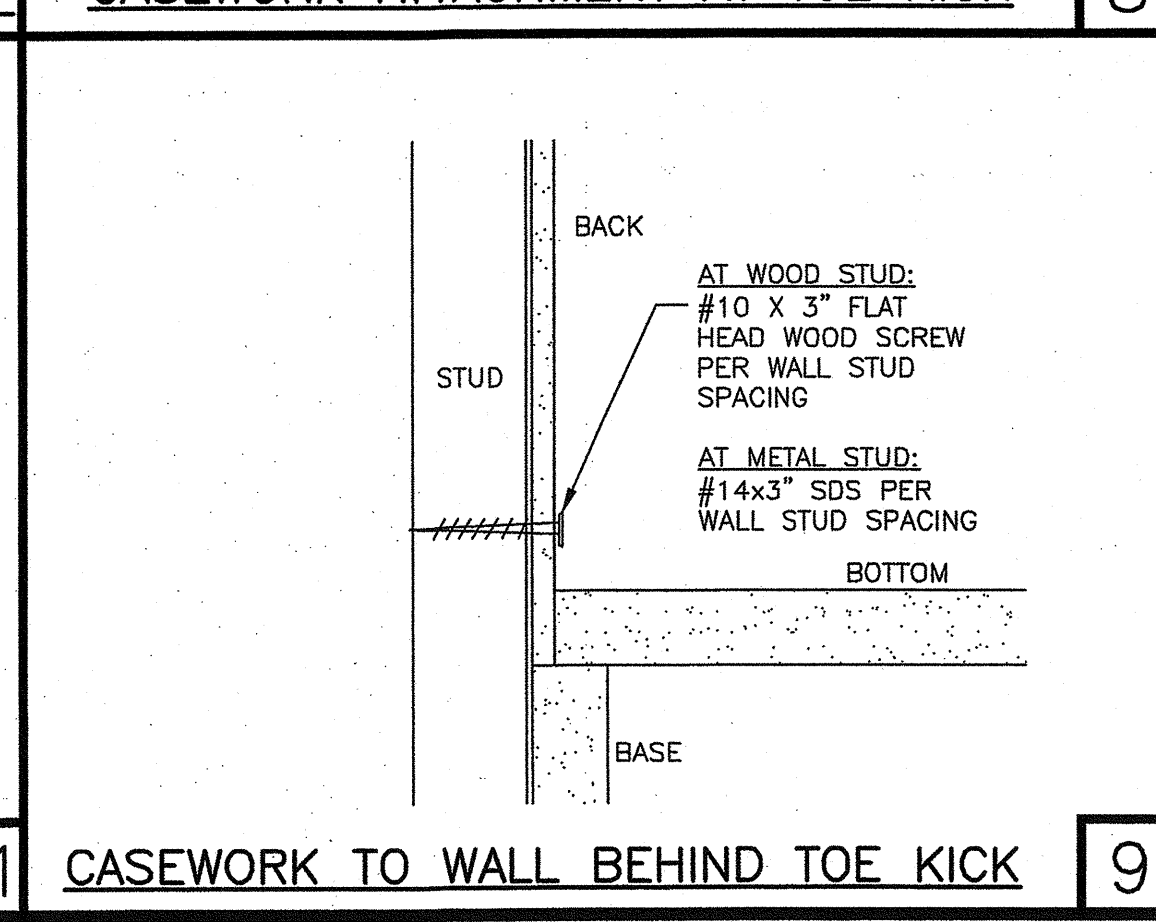 BACK
AT WOOD STUD:
#10 X 3" FLAT
HEAD WOOD SCREW
PER WALL STUD
SPACING
STUD
AT METAL STUD:
#14x3" SDS PER
WALL STUD SPACING
BOTTOM
BASE
CASEWORK TO WALL BEHIND TOE KICK
9